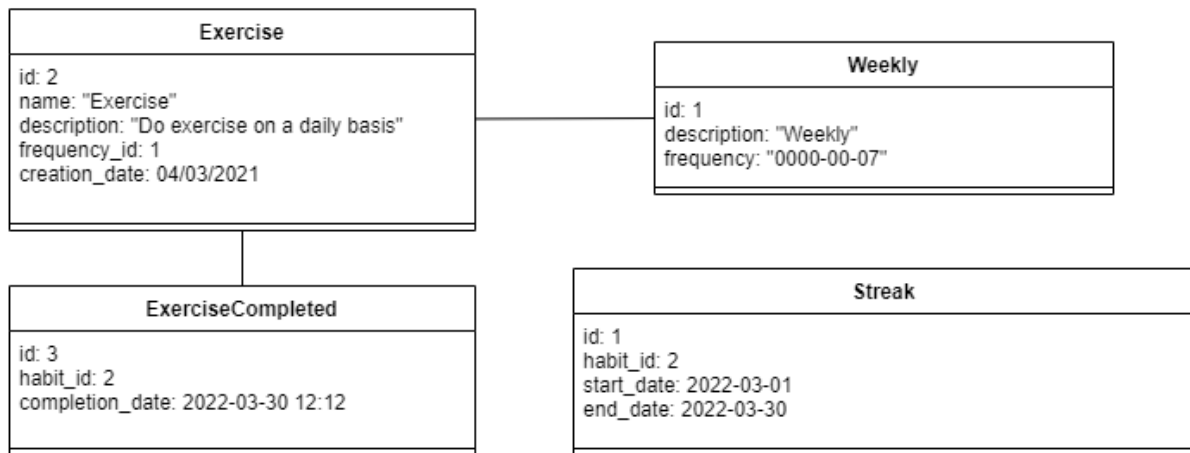 Exercise
id: 2
name: "Exercise"
description: "Do exercise on a daily basis"
frequency_id: 1
creation_date: 04/03/2021
Weekly
id: 1
description: "Weekly"
frequency: "0000-00-07"
ExerciseCompleted
id: 3
habit_id: 2
completion_date: 2022-03-30 12:12
Streak
id: 1
habit_id: 2
start_date: 2022-03-01
end_date: 2022-03-30